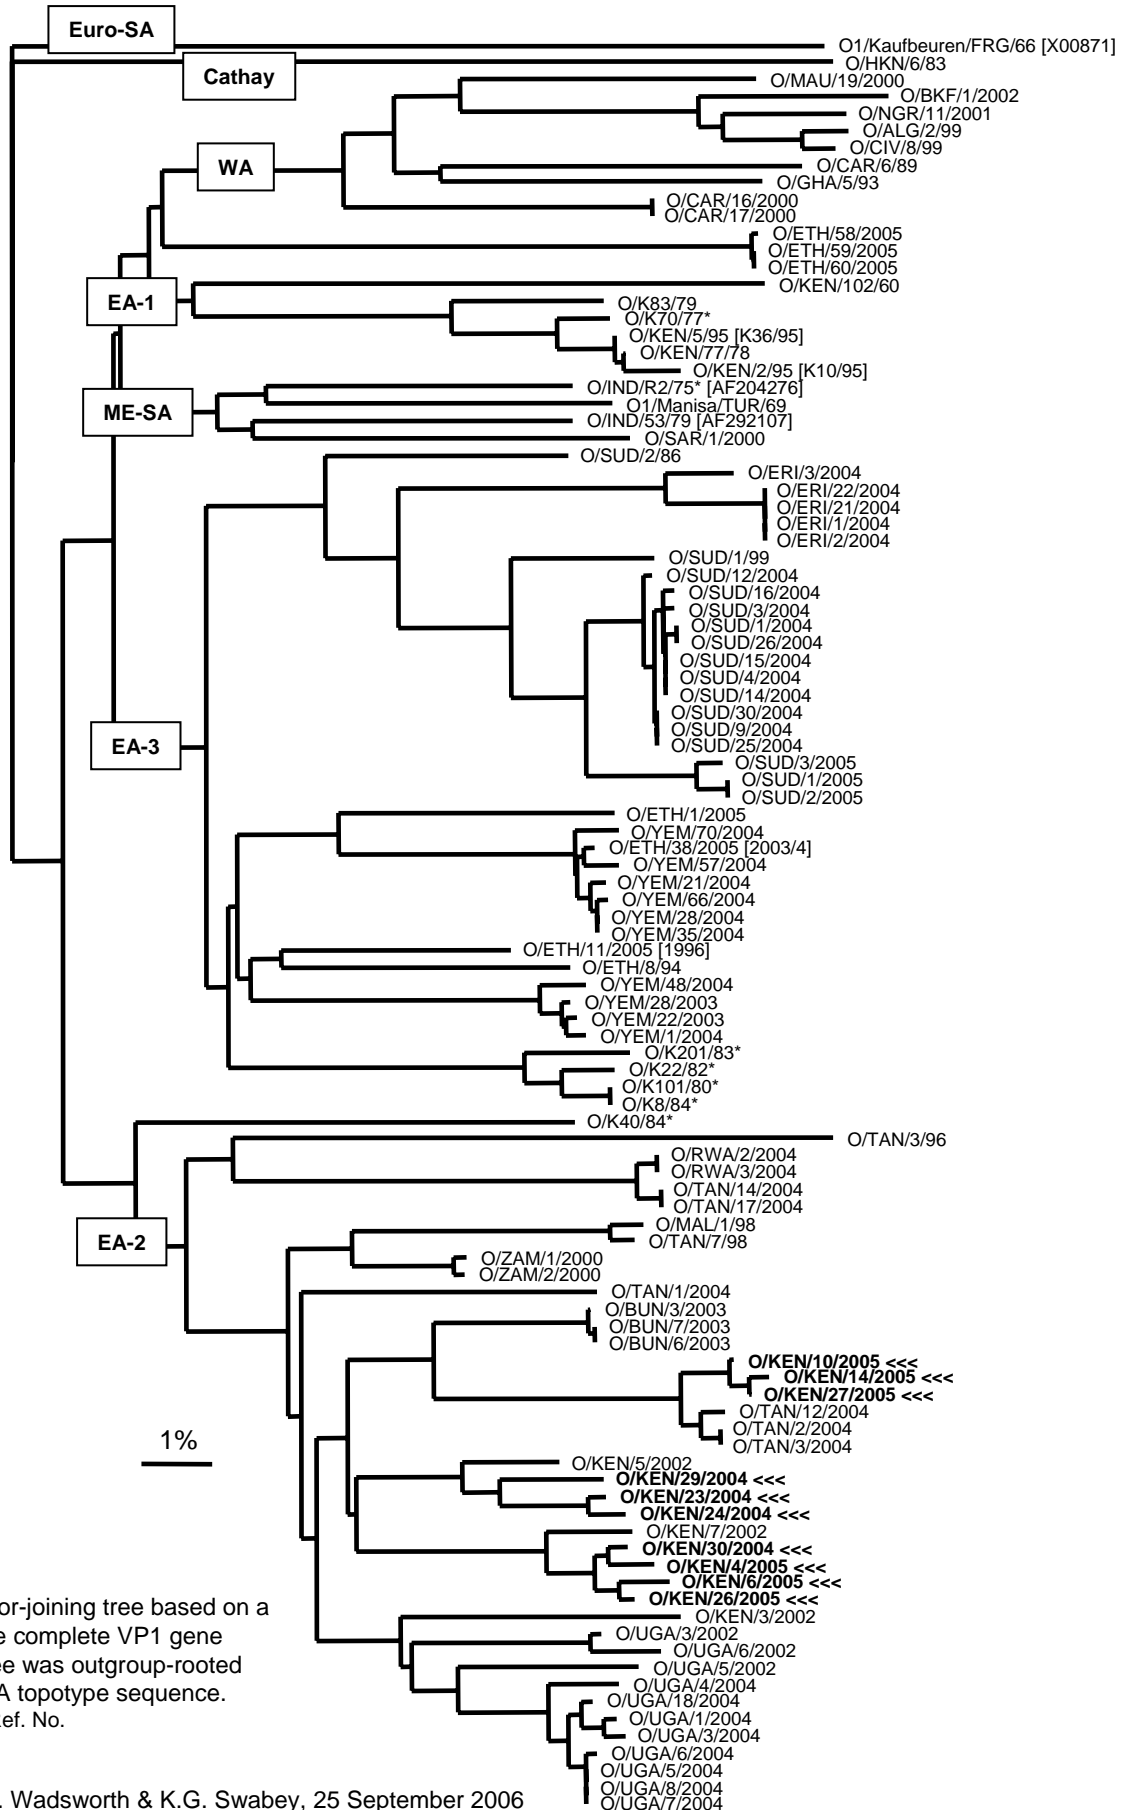 Euro-SA
O1/Kaufbeuren/FRG/66 [X00871]
O/HKN/6/83
Cathay
O/MAU/19/2000
O/BKF/1/2002
O/NGR/11/2001
O/ALG/2/99
O/CIV/8/99
WA
O/CAR/6/89
O/GHA/5/93
O/CAR/16/2000
O/CAR/17/2000
O/ETH/58/2005
O/ETH/59/2005
O/ETH/60/2005
O/KEN/102/60
EA-1
O/K83/79
O/K70/77*
O/KEN/5/95 [K36/95]
O/KEN/77/78
O/KEN/2/95 [K10/95]
O/IND/R2/75* [AF204276]
O1/Manisa/TUR/69
ME-SA
O/IND/53/79 [AF292107]
O/SAR/1/2000
O/SUD/2/86
O/ERI/3/2004
O/ERI/22/2004
O/ERI/21/2004
O/ERI/1/2004
O/ERI/2/2004
O/SUD/1/99
O/SUD/12/2004
O/SUD/16/2004
O/SUD/3/2004
O/SUD/1/2004
O/SUD/26/2004
O/SUD/15/2004
O/SUD/4/2004
O/SUD/14/2004
O/SUD/30/2004
O/SUD/9/2004
O/SUD/25/2004
EA-3
O/SUD/3/2005
O/SUD/1/2005
O/SUD/2/2005
O/ETH/1/2005
O/YEM/70/2004
O/ETH/38/2005 [2003/4]
O/YEM/57/2004
O/YEM/21/2004
O/YEM/66/2004
O/YEM/28/2004
O/YEM/35/2004
O/ETH/11/2005 [1996]
O/ETH/8/94
O/YEM/48/2004
O/YEM/28/2003
O/YEM/22/2003
O/YEM/1/2004
O/K201/83*
O/K22/82*
O/K101/80*
O/K8/84*
O/K40/84*
O/TAN/3/96
O/RWA/2/2004
O/RWA/3/2004
O/TAN/14/2004
O/TAN/17/2004
O/MAL/1/98
EA-2
O/TAN/7/98
O/ZAM/1/2000
O/ZAM/2/2000
O/TAN/1/2004
O/BUN/3/2003
O/BUN/7/2003
O/BUN/6/2003
O/KEN/10/2005 <<<
O/KEN/14/2005 <<<
O/KEN/27/2005 <<<
O/TAN/12/2004
O/TAN/2/2004
O/TAN/3/2004
1%
O/KEN/5/2002
O/KEN/29/2004 <<<
O/KEN/23/2004 <<<
O/KEN/24/2004 <<<
O/KEN/7/2002
O/KEN/30/2004 <<<
O/KEN/4/2005 <<<
O/KEN/6/2005 <<<
O/KEN/26/2005 <<<
O/KEN/3/2002
O/UGA/3/2002
O/UGA/6/2002
O/UGA/5/2002
O/UGA/4/2004
O/UGA/18/2004
O/UGA/1/2004
O/UGA/3/2004
O/UGA/6/2004
O/UGA/5/2004
O/UGA/8/2004
O/UGA/7/2004
or-joining tree based on a
e complete VP1 gene
ee was outgroup-rooted
A topotype sequence.
ef. No.
. Wadsworth & K.G. Swabey, 25 September 2006